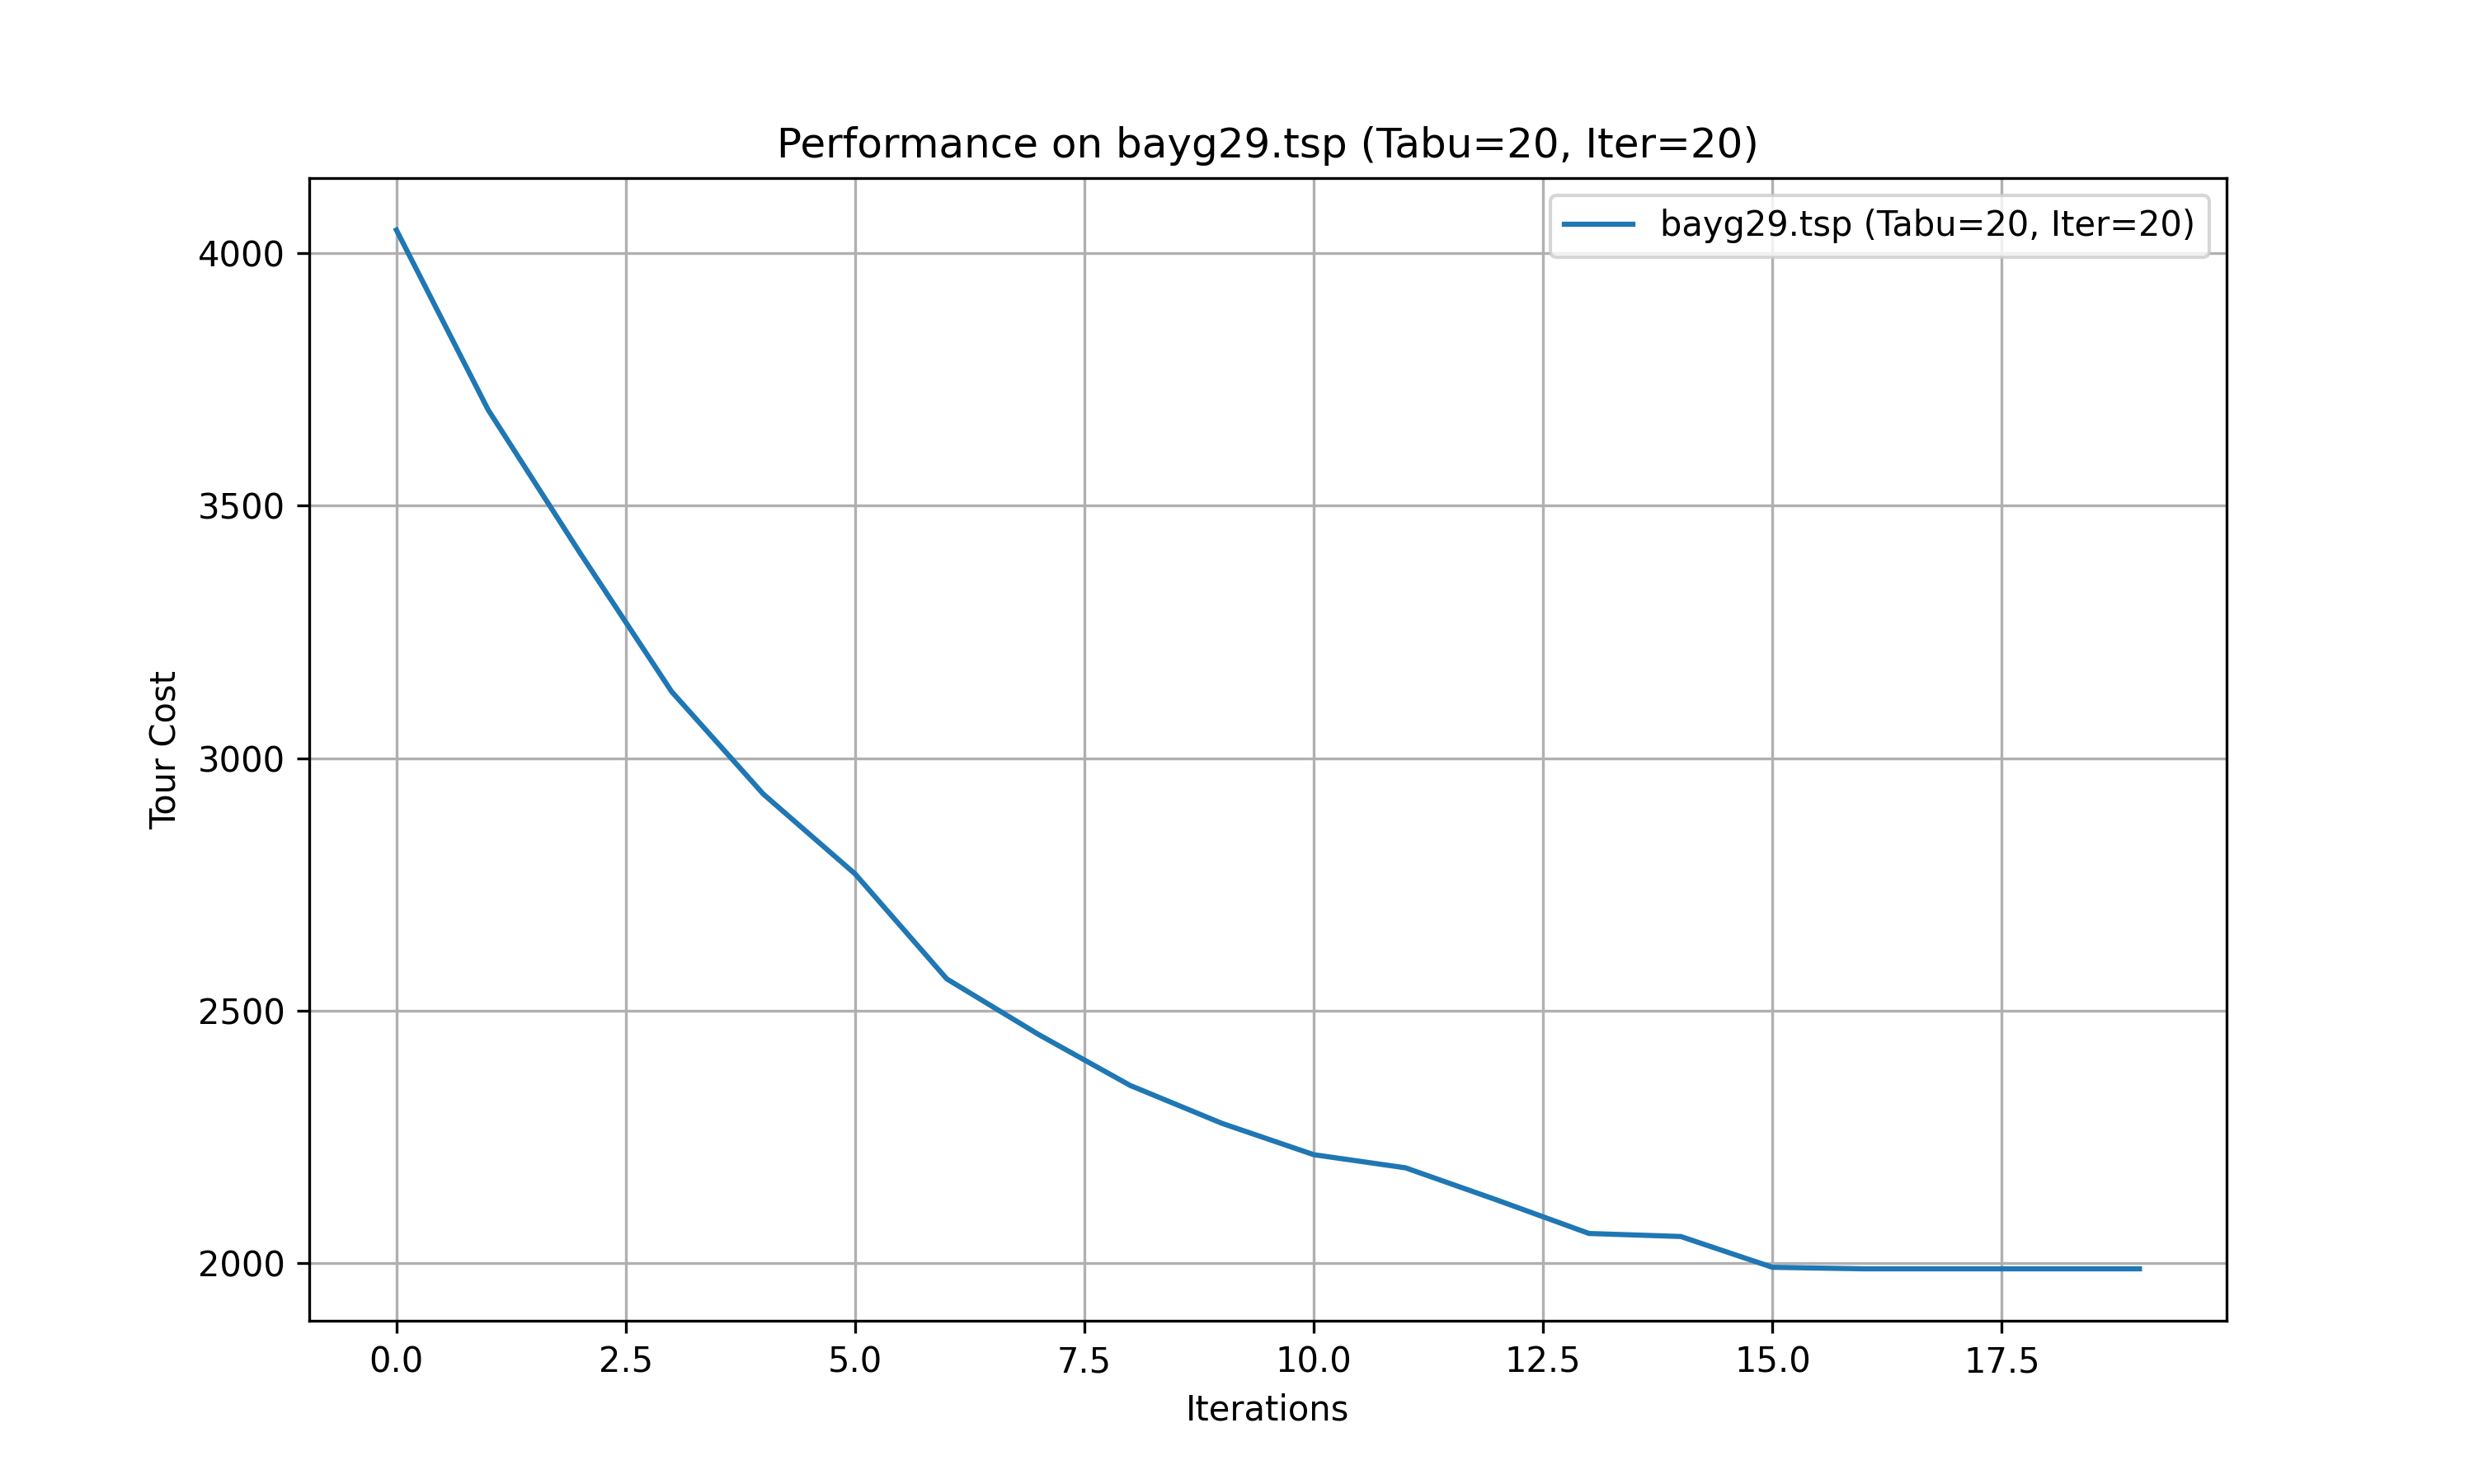 Performance on bayg29.tsp (Tabu=20, Iter=20)
bayg29.tsp (Tabu=20, Iter=20)
Tour Cost
4000
3500
3000
2500
2000
0.0 2.5 5.0 7.5 10.0 12.5 15.0 17.5
Iterations